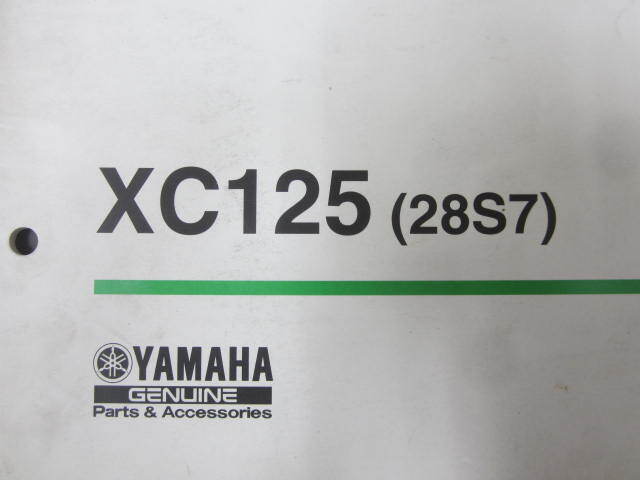 XC125 (28S7)
YAMAHA
GENUINE
Parts & Accessories